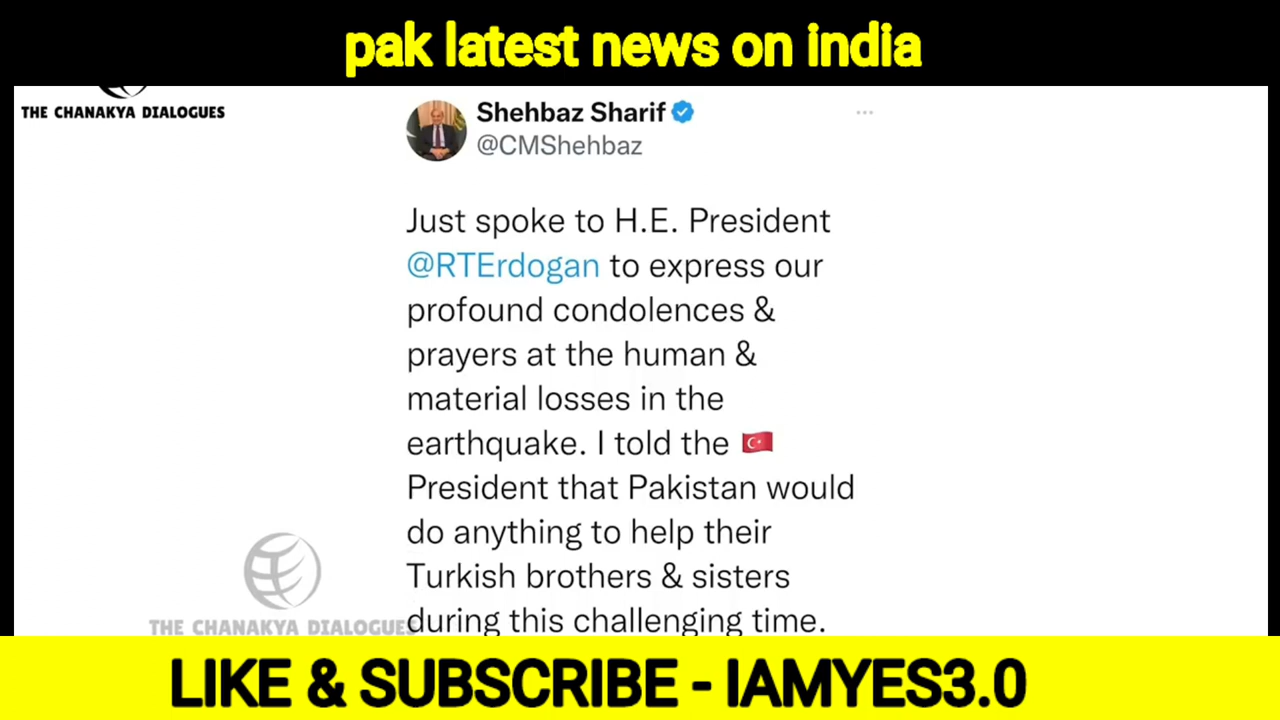 pak latest news on india
THE CHANAKYA DIALOGUES
Shehbaz Sharif
@CMShehbaz
Just spoke to H.E. President
@RTErdogan to express our
profound condolences &
prayers at the human &
material losses in the
earthquake. I told the 🇹🇷
President that Pakistan would
do anything to help their
Turkish brothers & sisters
during this challenging time.
THE CHANAKYA DIALOGUES
LIKE & SUBSCRIBE - IAMYES3.0